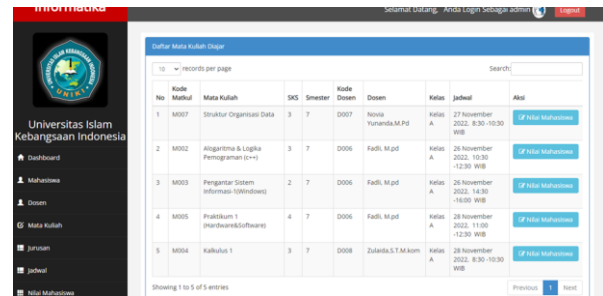 Informatika
Selamat Datang, Anda Login Sebagai admin
Logout
UNIKI
Universitas Islam
Kebangsaan Indonesia
Dashboard
Mahasiswa
Dosen
Mata Kuliah
Jurusan
Jadwal
Nilai Mahasiswa
Daftar Mata Kuliah Diajar
10 records per page
Search:
No Kode Matkul Mata Kuliah SKS Smester Kode Dosen Dosen Kelas Jadwal Aksi
1 M007 Struktur Organisasi Data 3 7 D007 Novia Yunanda,M.Pd Kelas A 27 November 2022, 8:30 -10:30 WIB Nilai Mahasiswa
2 M002 Alogaritma & Logika Pemograman (c++) 3 7 D006 Fadli, M.pd Kelas A 26 November 2022, 10:30 -12:30 WIB Nilai Mahasiswa
3 M003 Pengantar Sistem Informasi-1(Windows) 2 7 D006 Fadli, M.pd Kelas A 26 November 2022, 14:30 -16:00 WIB Nilai Mahasiswa
4 M005 Praktikum 1 (Hardware&Software) 4 7 D006 Fadli, M.pd Kelas A 28 November 2022, 11:00 -12:30 WIB Nilai Mahasiswa
5 M004 Kalkulus 1 3 7 D008 Zulaida,S.T.M.kom Kelas A 28 November 2022, 8:30 -10:30 WIB Nilai Mahasiswa
Showing 1 to 5 of 5 entries
Previous 1 Next